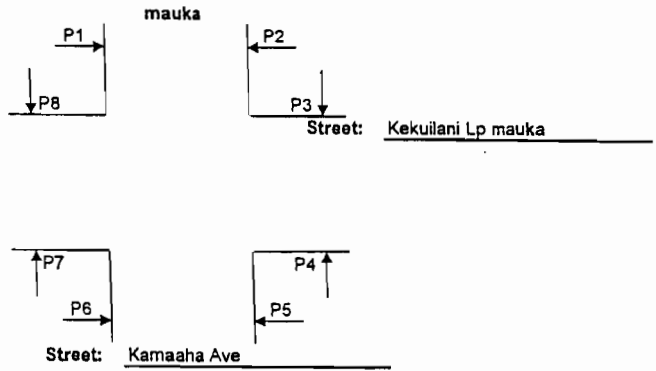 mauka
P1 P2
P8 P3
Street: Kekuilani Lp mauka
P7 P4
P6 P5
Street: Kamaaha Ave